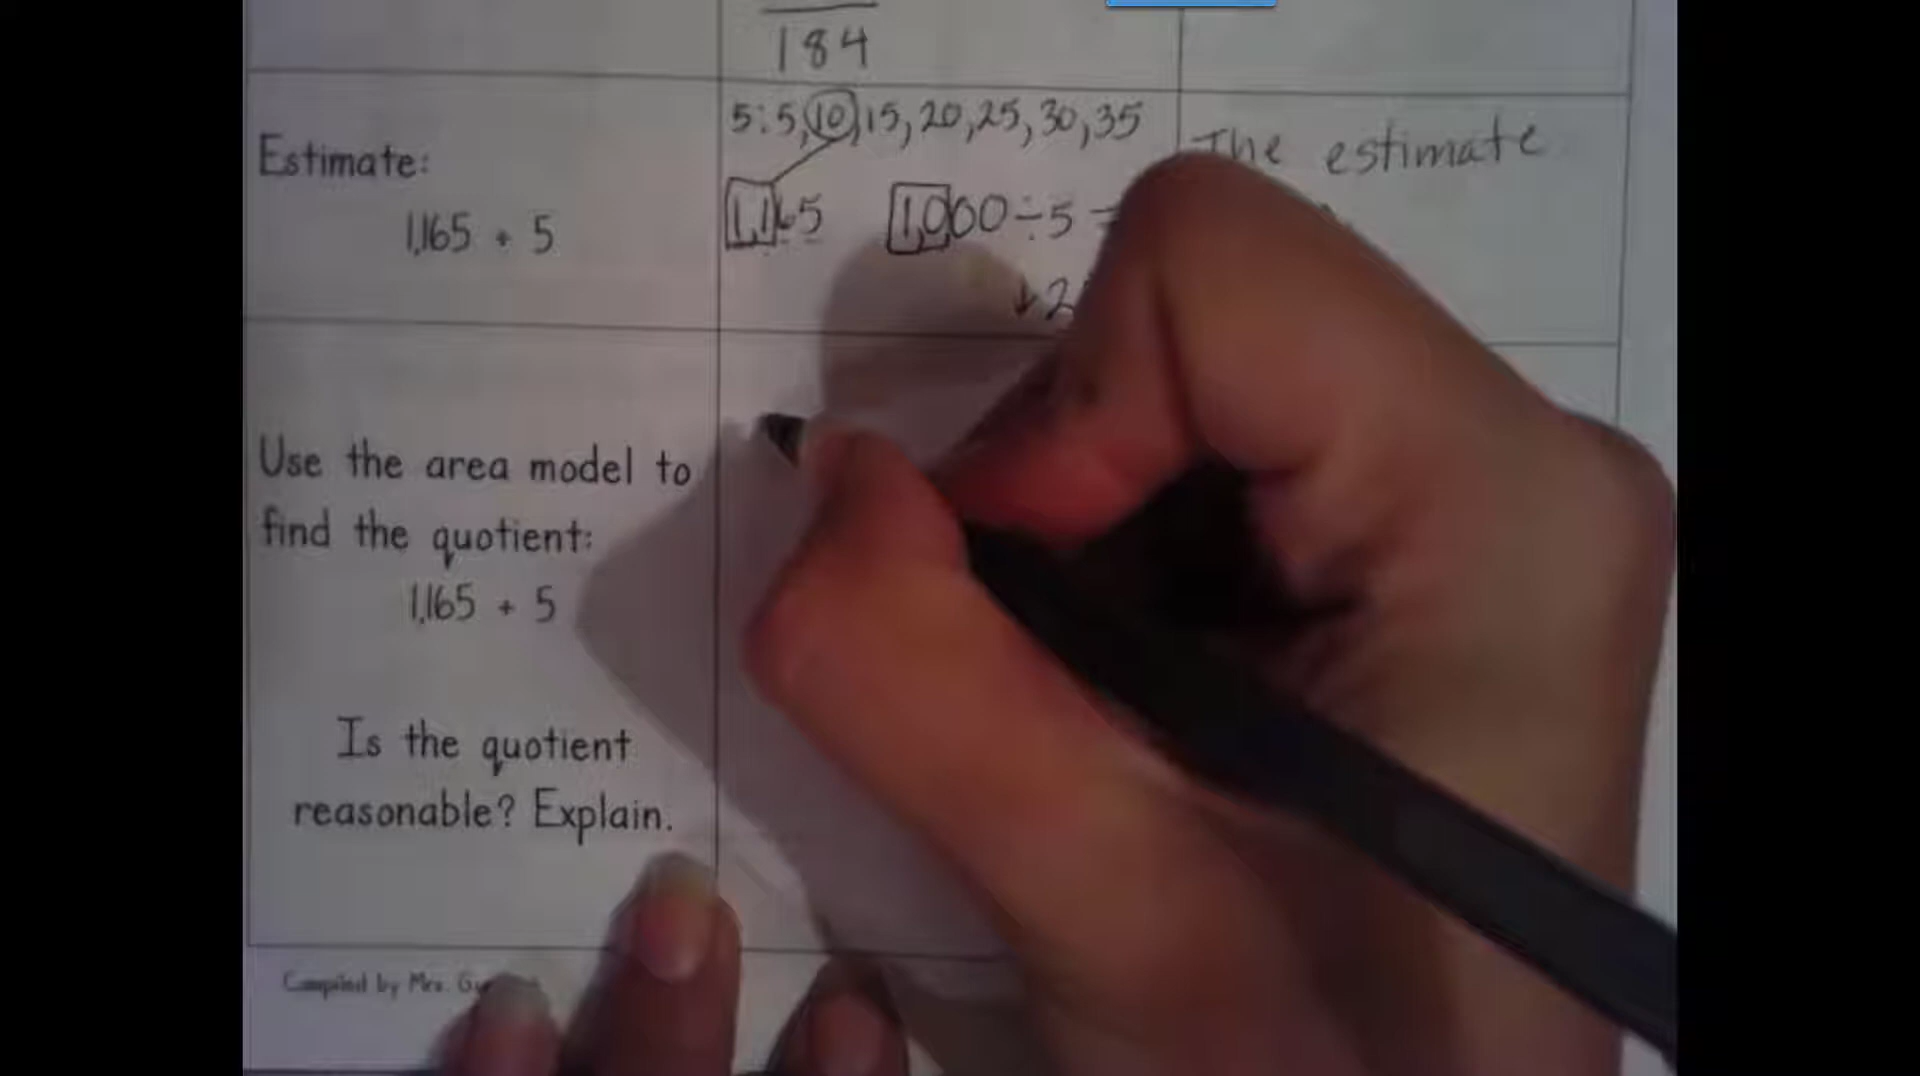 184
Estimate:
1,165 ÷ 5
5:5,10,15,20,25,30,35
1,165 1,000÷5 =
↓2
The estimate
Use the area model to
find the quotient:
1,165 ÷ 5
Is the quotient
reasonable? Explain.
Compiled by Mrs.